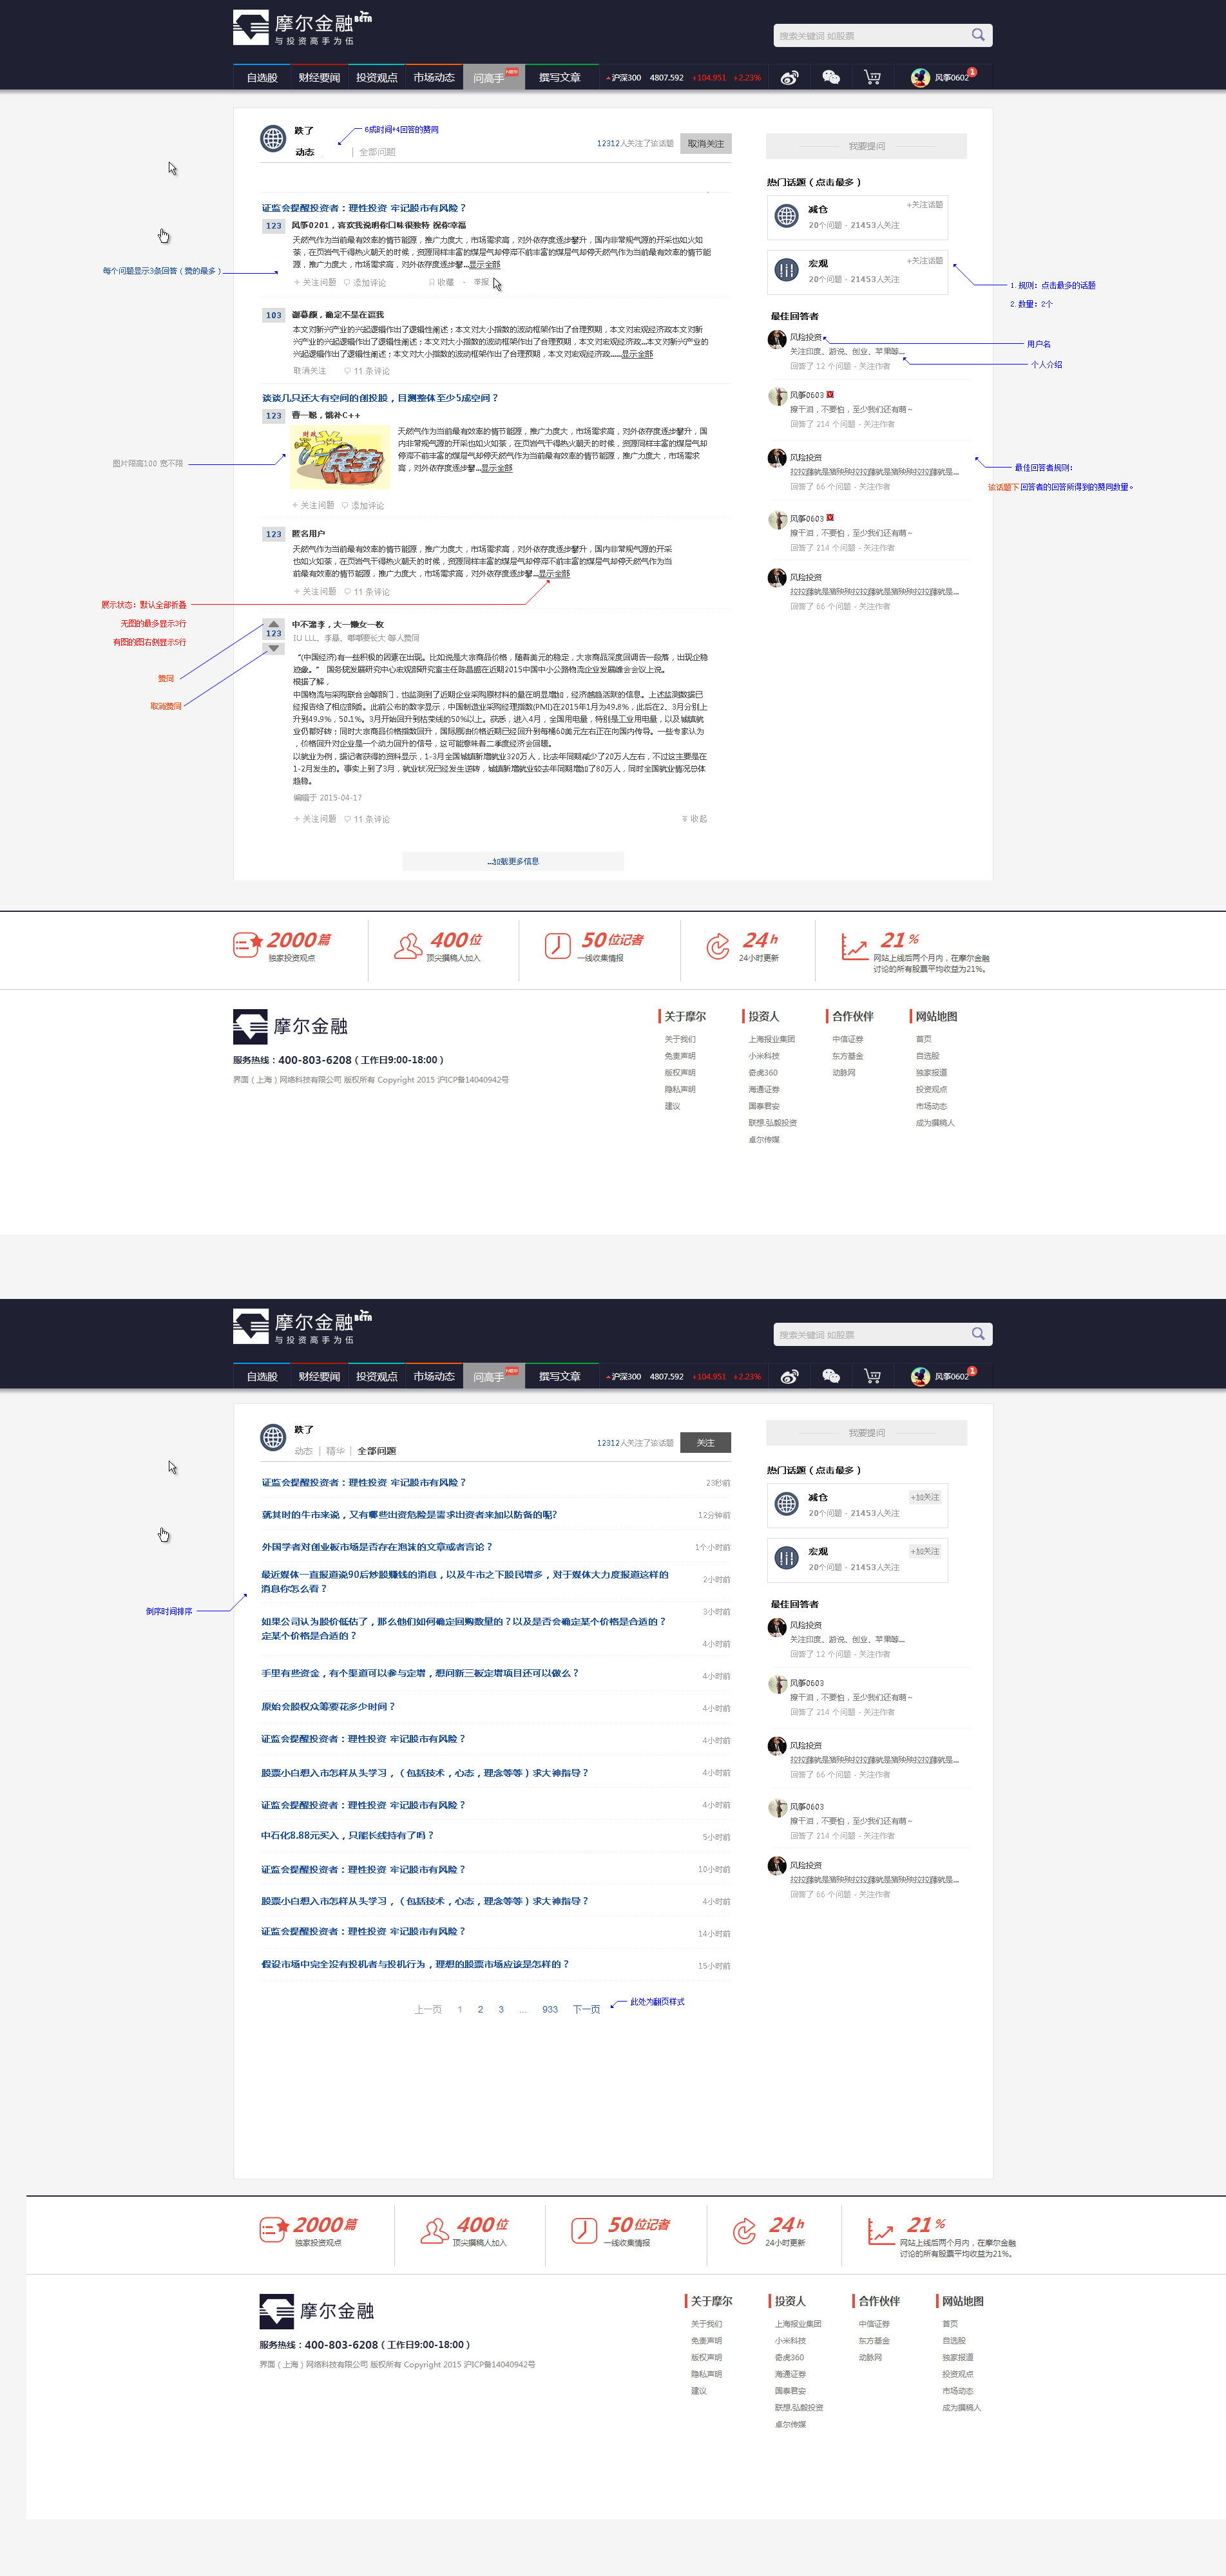 摩尔金融BETA
与投资高手为伍
搜索关键词 如股票
自选股 财经要闻 投资观点 市场动态 问高手 NEW 撰写文章 沪深300 4807.592 +104.951 +2.23% 风筝0602 1
跌了
6成时间+4回答的赞同
动态 | 全部问题
12312人关注了该话题 取消关注
我要提问
热门话题（点击最多）
减仓 +关注话题
20个问题 - 21453人关注
宏观 +关注话题
20个问题 - 21453人关注
1. 规则：点击最多的话题
2. 数量：2个
证监会提醒投资者：理性投资 牢记股市有风险？
123 风筝0201，喜欢我说明你口味很独特 祝你幸福
天然气作为当前最有效率的情节能源，推广力度大，市场需求高，对外依存度逐步攀升，国内非常规气源的开采也如火如
荼，在页岩气干得热火朝天的时候，资源同样丰富的煤层气却停滞不前丰富的煤层气却停天然气作为当前最有效率的情节能
源，推广力度大，市场需求高，对外依存度逐步攀...显示全部
每个问题显示3条回答（赞的最多）
+ 关注问题 添加评论 收藏 - 举报
103 谢暮颜，确定不是在逗我
本文对新兴产业的兴起逻辑作出了逻辑性阐述；本文对大小指数的波动框架作出了合理预期，本文对宏观经济政本文对新
兴产业的兴起逻辑作出了逻辑性阐述；本文对大小指数的波动框架作出了合理预期，本文对宏观经济政...本文对新兴产业的
兴起逻辑作出了逻辑性阐述；本文对大小指数的波动框架作出了合理预期，本文对宏观经济政......显示全部
取消关注 11 条评论
最佳回答者
风险投资
关注印度、游说、创业、苹果等...
回答了 12 个问题 - 关注作者
用户名
个人介绍
风筝0603
撩干泪，不要怕，至少我们还有萌~
回答了 214 个问题 - 关注作者
风险投资
回答了 66 个问题 - 关注作者
最佳回答者规则：
该话题下回答者的回答所得到的赞同数量。
风筝0603
撩干泪，不要怕，至少我们还有萌~
回答了 214 个问题 - 关注作者
风险投资
回答了 66 个问题 - 关注作者
谈谈几只还大有空间的创投股，目测整体至少5成空间？
123 曹一聪，饿补C++
民生
天然气作为当前最有效率的情节能源，推广力度大，市场需求高，对外依存度逐步攀升，国
内非常规气源的开采也如火如荼，在页岩气干得热火朝天的时候，资源同样丰富的煤层气却
停滞不前丰富的煤层气却停天然气作为当前最有效率的情节能源，推广力度大，市场需求
高，对外依存度逐步攀...显示全部
图片限高100 宽不限
+ 关注问题 添加评论
123 匿名用户
天然气作为当前最有效率的情节能源，推广力度大，市场需求高，对外依存度逐步攀升，国内非常规气源的开采
也如火如荼，在页岩气干得热火朝天的时候，资源同样丰富的煤层气却停滞不前丰富的煤层气却停天然气作为当
前最有效率的情节能源，推广力度大，市场需求高，对外依存度逐步攀...显示全部
+ 关注问题 11 条评论
展示状态：默认全部折叠
无图的最多显示3行
有图的图右侧显示5行
赞同
取消赞同
123 中不溜李，大一懒女一枚
IU LLL、李暴、嘟嘟要长大 等人赞同
“(中国经济)有一些积极的因素在出现。比如说是大宗商品价格，随着美元的稳定，大宗商品深度回调告一段落，出现企稳
迹象。” 国务院发展研究中心宏观部研究室主任陈昌盛在近期2015中国中小公路物流企业发展峰会会议上说。
根据了解，
中国物流与采购联合会等部门，也监测到了近期企业采购原材料的量在明显增加，经济越趋活跃的信息。上述监测数据已
经报告给了相应部委。此前公布的数字显示，中国制造业采购经理指数(PMI)在2015年1月为49.8%，此后在2、3月分别上
升到49.9%，50.1%。3月开始回升到枯荣线的50%以上。获悉，进入4月，全国用电量，特别是工业用电量，以及城镇就
业仍都好转；同时大宗商品价格指数回升，国际原油价格近期已经回升到每桶60美元左右正在向国内传导。一些专家认为
，价格回升对企业是一个动力回升的信号，这可能意味着二季度经济会回暖。
以就业为例，据记者获得的资料显示，1-3月全国城镇新增就业320万人，比去年同期减少了20万人左右，不过这主要是在
1-2月发生的。事实上到了3月，就业状况已经发生逆转，城镇新增就业较去年同期增加了80万人，同时全国就业情况总体
趋稳。
编辑于 2015-04-17
+ 关注问题 11 条评论 收起
...加载更多信息
2000篇 400位 50位记者 24h 21%
独家投资观点 顶尖撰稿人加入 一线收集情报 24小时更新 网站上线后两个月内，在摩尔金融
讨论的所有股票平均收益为21%。
摩尔金融
服务热线：400-803-6208（工作日9:00-18:00）
界面（上海）网络科技有限公司 版权所有 Copyright 2015 沪ICP备14040942号
关于摩尔 投资人 合作伙伴 网站地图
关于我们 上海报业集团 中信证券 首页
免责声明 小米科技 东方基金 自选股
版权声明 奇虎360 动脉网 独家报道
隐私声明 海通证券 投资观点
建议 国泰君安 市场动态
联想.弘毅投资 成为撰稿人
卓尔传媒
摩尔金融BETA
与投资高手为伍
搜索关键词 如股票
自选股 财经要闻 投资观点 市场动态 问高手 NEW 撰写文章 沪深300 4807.592 +104.951 +2.23% 风筝0602 1
跌了
动态 | 精华 | 全部问题
12312人关注了该话题 关注
我要提问
热门话题（点击最多）
减仓 +加关注
20个问题 - 21453人关注
宏观 +加关注
20个问题 - 21453人关注
最佳回答者
风险投资
关注印度、游说、创业、苹果等...
回答了 12 个问题 - 关注作者
风筝0603
撩干泪，不要怕，至少我们还有萌~
回答了 214 个问题 - 关注作者
风险投资
回答了 66 个问题 - 关注作者
风筝0603
撩干泪，不要怕，至少我们还有萌~
回答了 214 个问题 - 关注作者
风险投资
回答了 66 个问题 - 关注作者
证监会提醒投资者：理性投资 牢记股市有风险？ 23秒前
就其时的牛市来说，又有哪些出资危险是需求出资者来加以防备的呢? 12分钟前
外国学者对创业板市场是否存在泡沫的文章或者言论？ 1个小时前
最近媒体一直报道说90后炒股赚钱的消息，以及牛市之下股民增多，对于媒体大力度报道这样的 2小时前
消息你怎么看？
倒序时间排序
3小时前
如果公司认为股价低估了，那么他们如何确定回购数量的？以及是否会确定某个价格是合适的？
定某个价格是合适的？ 4小时前
手里有些资金，有个渠道可以参与定增，想问新三板定增项目还可以做么？ 4小时前
原始会股权众筹要花多少时间？ 4小时前
证监会提醒投资者：理性投资 牢记股市有风险？ 4小时前
股票小白想入市怎样从头学习，（包括技术，心态，理念等等）求大神指导？ 4小时前
证监会提醒投资者：理性投资 牢记股市有风险？ 4小时前
中石化8.88元买入，只能长线持有了吗？ 5小时前
证监会提醒投资者：理性投资 牢记股市有风险？ 10小时前
股票小白想入市怎样从头学习，（包括技术，心态，理念等等）求大神指导？ 4小时前
证监会提醒投资者：理性投资 牢记股市有风险？ 14小时前
假设市场中完全没有投机者与投机行为，理想的股票市场应该是怎样的？ 15小时前
上一页 1 2 3 ... 933 下一页
此处为翻页样式
2000篇 400位 50位记者 24h 21%
独家投资观点 顶尖撰稿人加入 一线收集情报 24小时更新 网站上线后两个月内，在摩尔金融
讨论的所有股票平均收益为21%。
摩尔金融
服务热线：400-803-6208（工作日9:00-18:00）
界面（上海）网络科技有限公司 版权所有 Copyright 2015 沪ICP备14040942号
关于摩尔 投资人 合作伙伴 网站地图
关于我们 上海报业集团 中信证券 首页
免责声明 小米科技 东方基金 自选股
版权声明 奇虎360 动脉网 独家报道
隐私声明 海通证券 投资观点
建议 国泰君安 市场动态
联想.弘毅投资 成为撰稿人
卓尔传媒